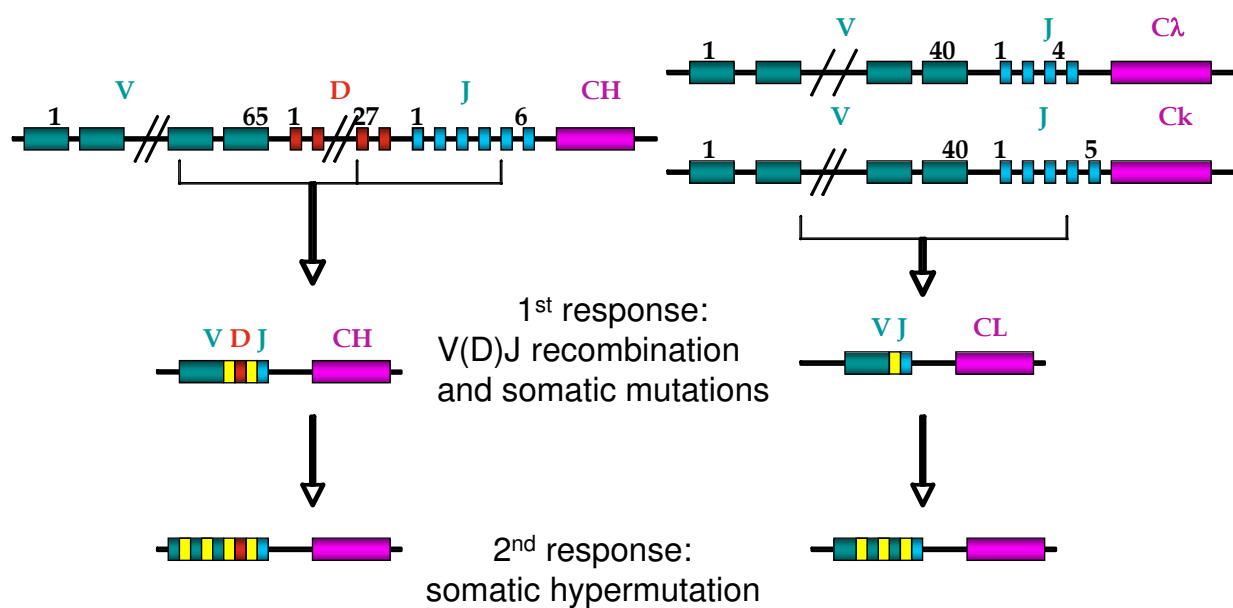 V D J CH
1 65 1 27 1 6
V J Cλ
1 40 1 4
V J Ck
1 40 1 5
1st response:
V(D)J recombination
and somatic mutations
V D J CH
V J CL
2nd response:
somatic hypermutation